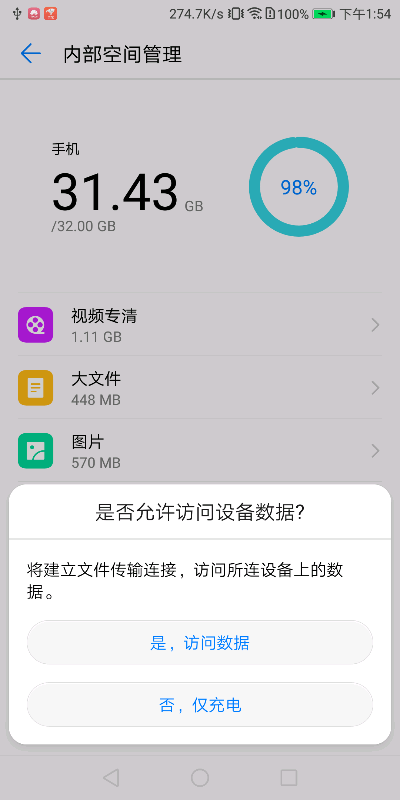 274.7K/s 100% 下午1:54
内部空间管理
手机
31.43 GB
/32.00 GB
98%
视频专清
1.11 GB
大文件
448 MB
图片
570 MB
是否允许访问设备数据?
将建立文件传输连接，访问所连设备上的数
据。
是，访问数据
否，仅充电